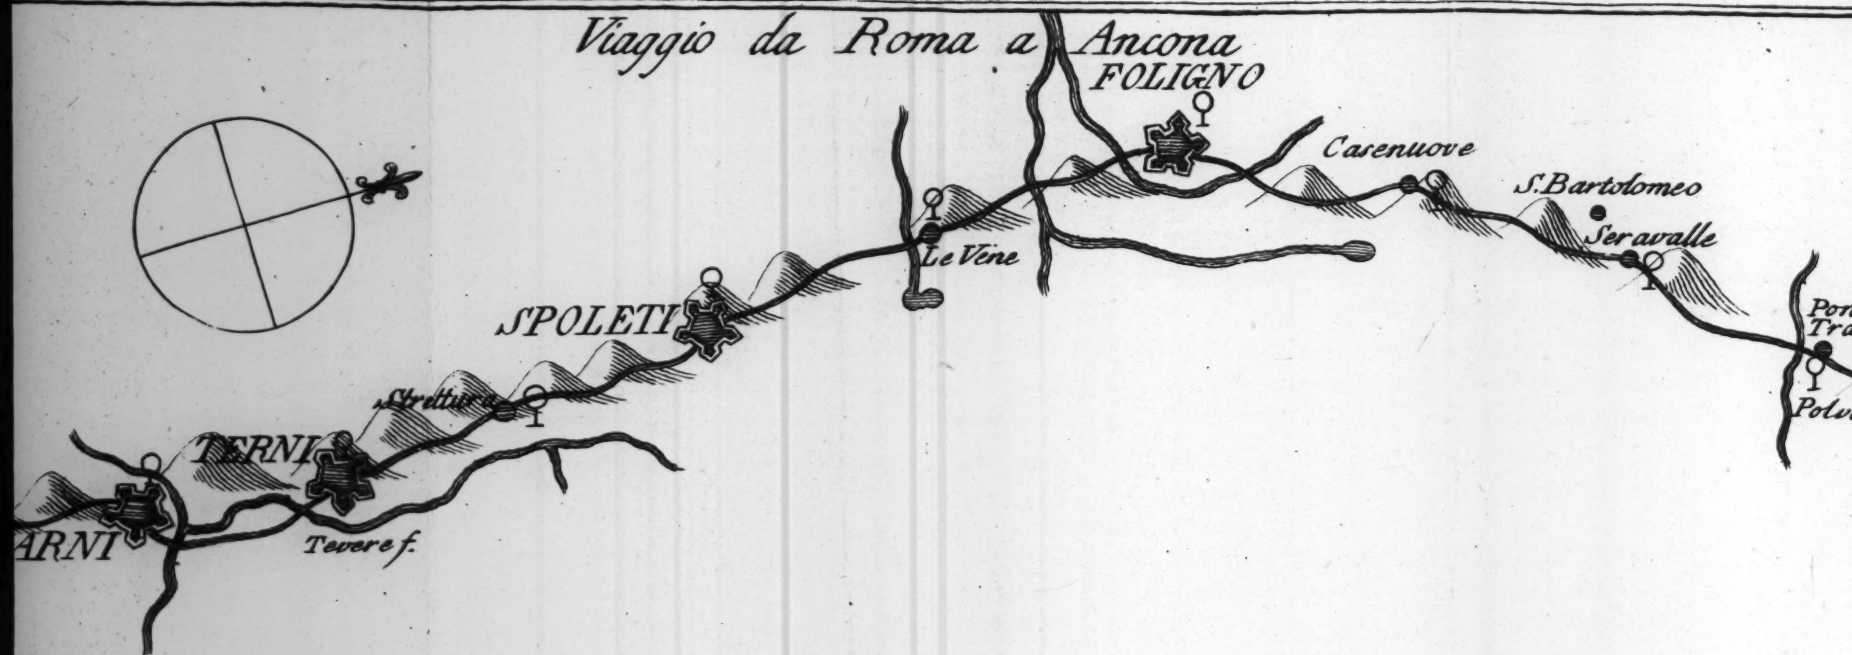 Viaggio da Roma a Ancona
FOLIGNO
Casenuove
S. Bartolomeo
Seravalle
Le Vene
SPOLETI
Strettura
TERNI
ARNI
Tevere f.